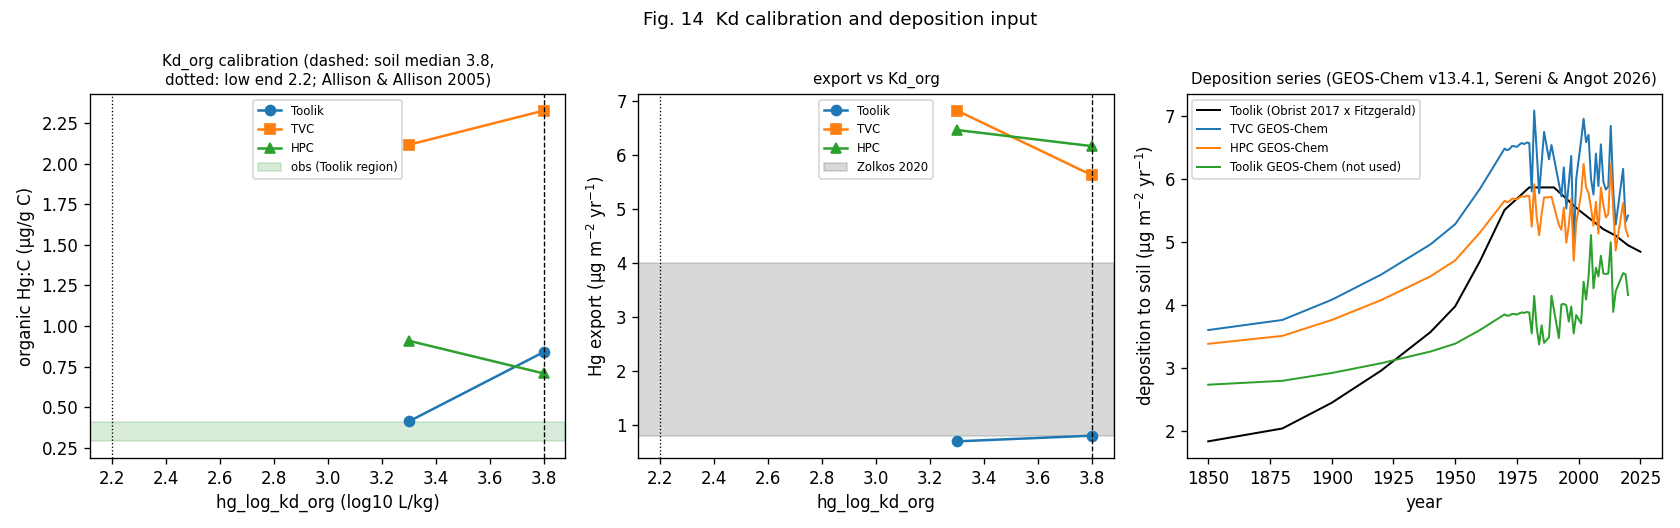 Fig. 14  Kd calibration and deposition input
Kd_org calibration (dashed: soil median 3.8,
dotted: low end 2.2; Allison & Allison 2005)
organic Hg:C (µg/g C)
2.25
2.00
1.75
1.50
1.25
1.00
0.75
0.50
0.25
Toolik
TVC
HPC
obs (Toolik region)
2.2 2.4 2.6 2.8 3.0 3.2 3.4 3.6 3.8
hg_log_kd_org (log10 L/kg)
export vs Kd_org
Hg export (µg m⁻² yr⁻¹)
7
6
5
4
3
2
1
Toolik
TVC
HPC
Zolkos 2020
2.2 2.4 2.6 2.8 3.0 3.2 3.4 3.6 3.8
hg_log_kd_org
Deposition series (GEOS-Chem v13.4.1, Sereni & Angot 2026)
deposition to soil (µg m⁻² yr⁻¹)
7
6
5
4
3
2
Toolik (Obrist 2017 x Fitzgerald)
TVC GEOS-Chem
HPC GEOS-Chem
Toolik GEOS-Chem (not used)
1850 1875 1900 1925 1950 1975 2000 2025
year